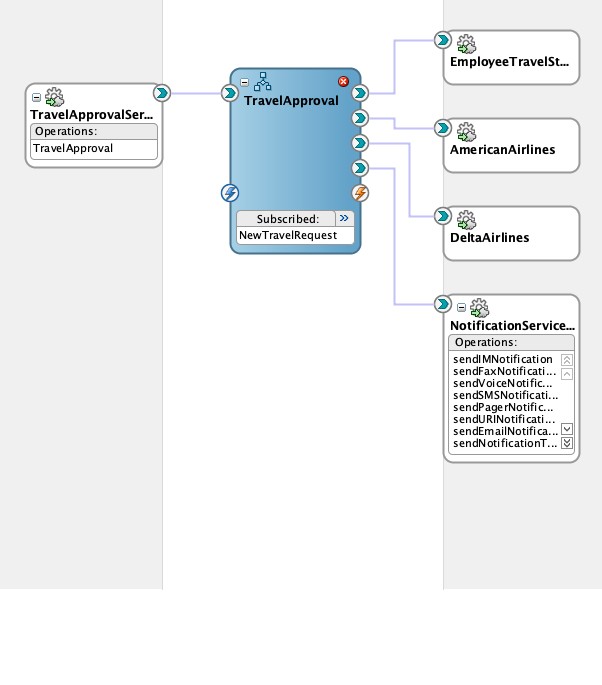 TravelApprovalSer...
Operations:
TravelApproval
TravelApproval
Subscribed:
NewTravelRequest
EmployeeTravelSt...
AmericanAirlines
DeltaAirlines
NotificationService...
Operations:
sendIMNotification
sendFaxNotificati...
sendVoiceNotific...
sendSMSNotificati...
sendPagerNotific...
sendURINotificati...
sendEmailNotifica...
sendNotificationT...